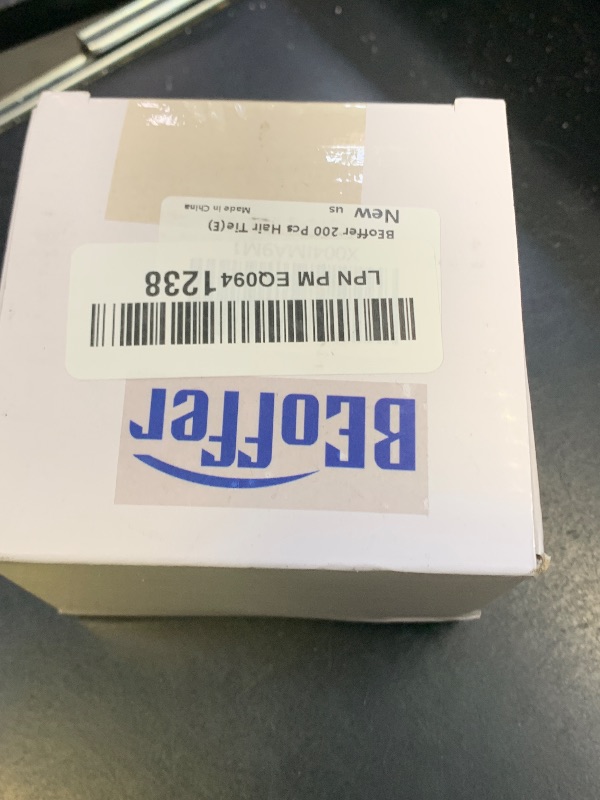 BEoffer
LPN PM EQ0941238
BEoffer 200 Pcs Hair Tie(E)
New us
Made in China